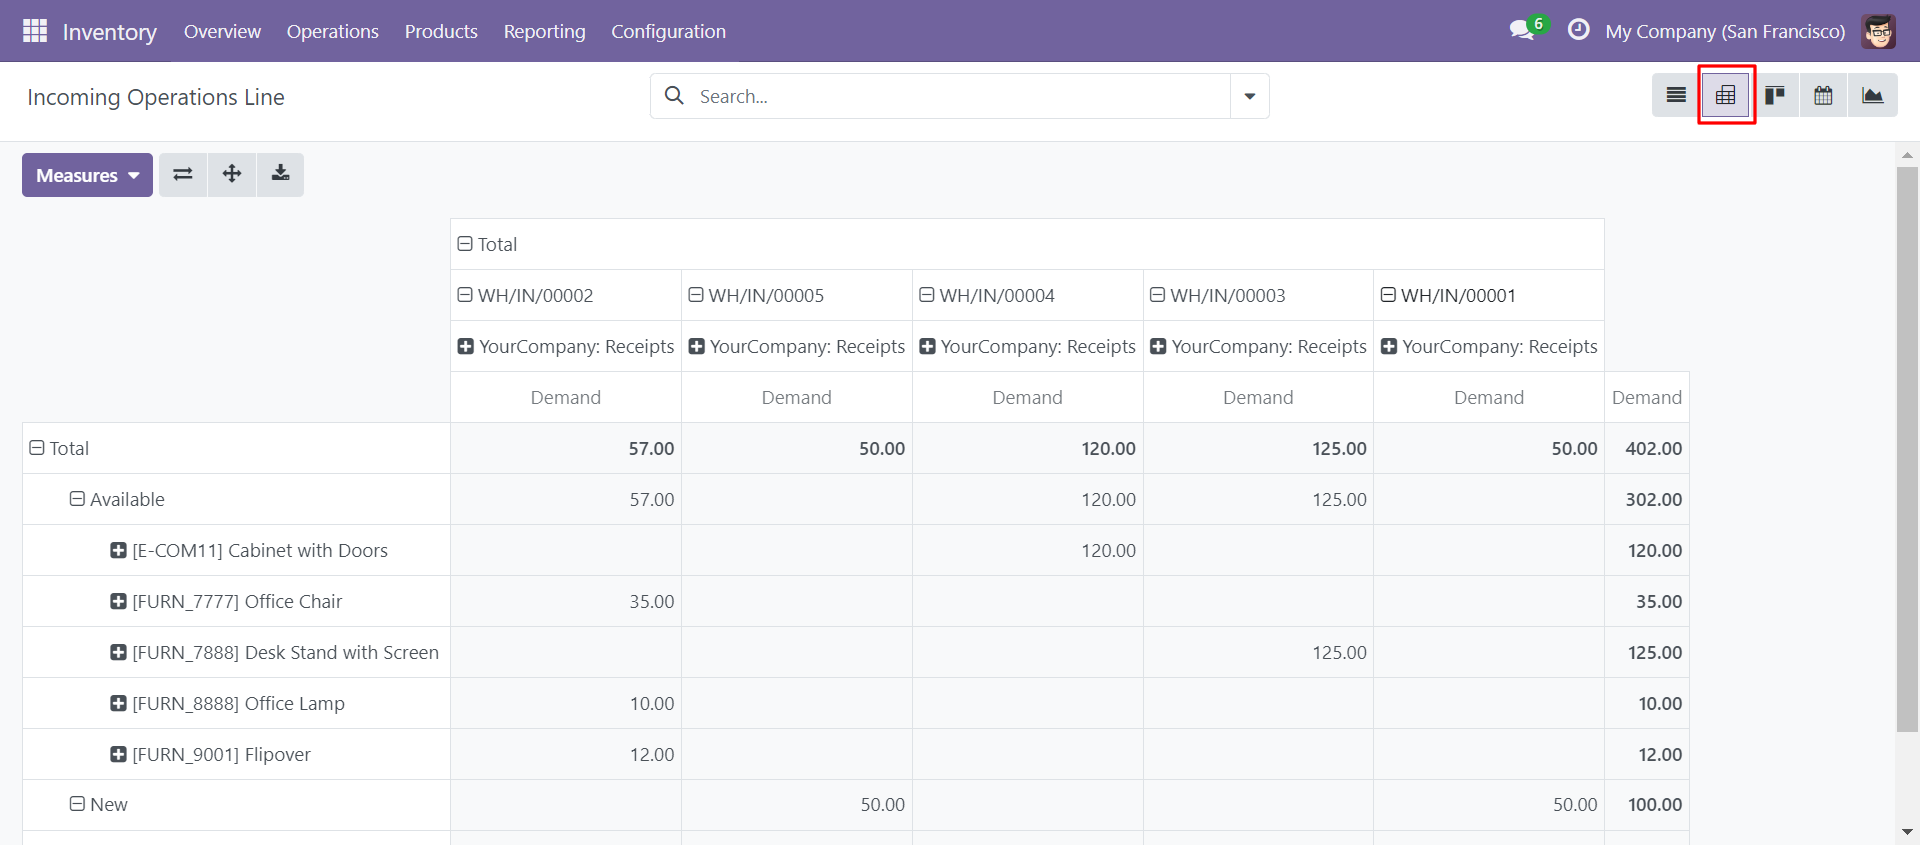 Inventory Overview Operations Products Reporting Configuration 6 My Company (San Francisco)
Incoming Operations Line Search...
Measures
Total
WH/IN/00002 WH/IN/00005 WH/IN/00004 WH/IN/00003 WH/IN/00001
YourCompany: Receipts YourCompany: Receipts YourCompany: Receipts YourCompany: Receipts YourCompany: Receipts
Demand Demand Demand Demand Demand Demand
Total 57.00 50.00 120.00 125.00 50.00 402.00
Available 57.00 120.00 125.00 302.00
[E-COM11] Cabinet with Doors 120.00 120.00
[FURN_7777] Office Chair 35.00 35.00
[FURN_7888] Desk Stand with Screen 125.00 125.00
[FURN_8888] Office Lamp 10.00 10.00
[FURN_9001] Flipover 12.00 12.00
New 50.00 50.00 100.00